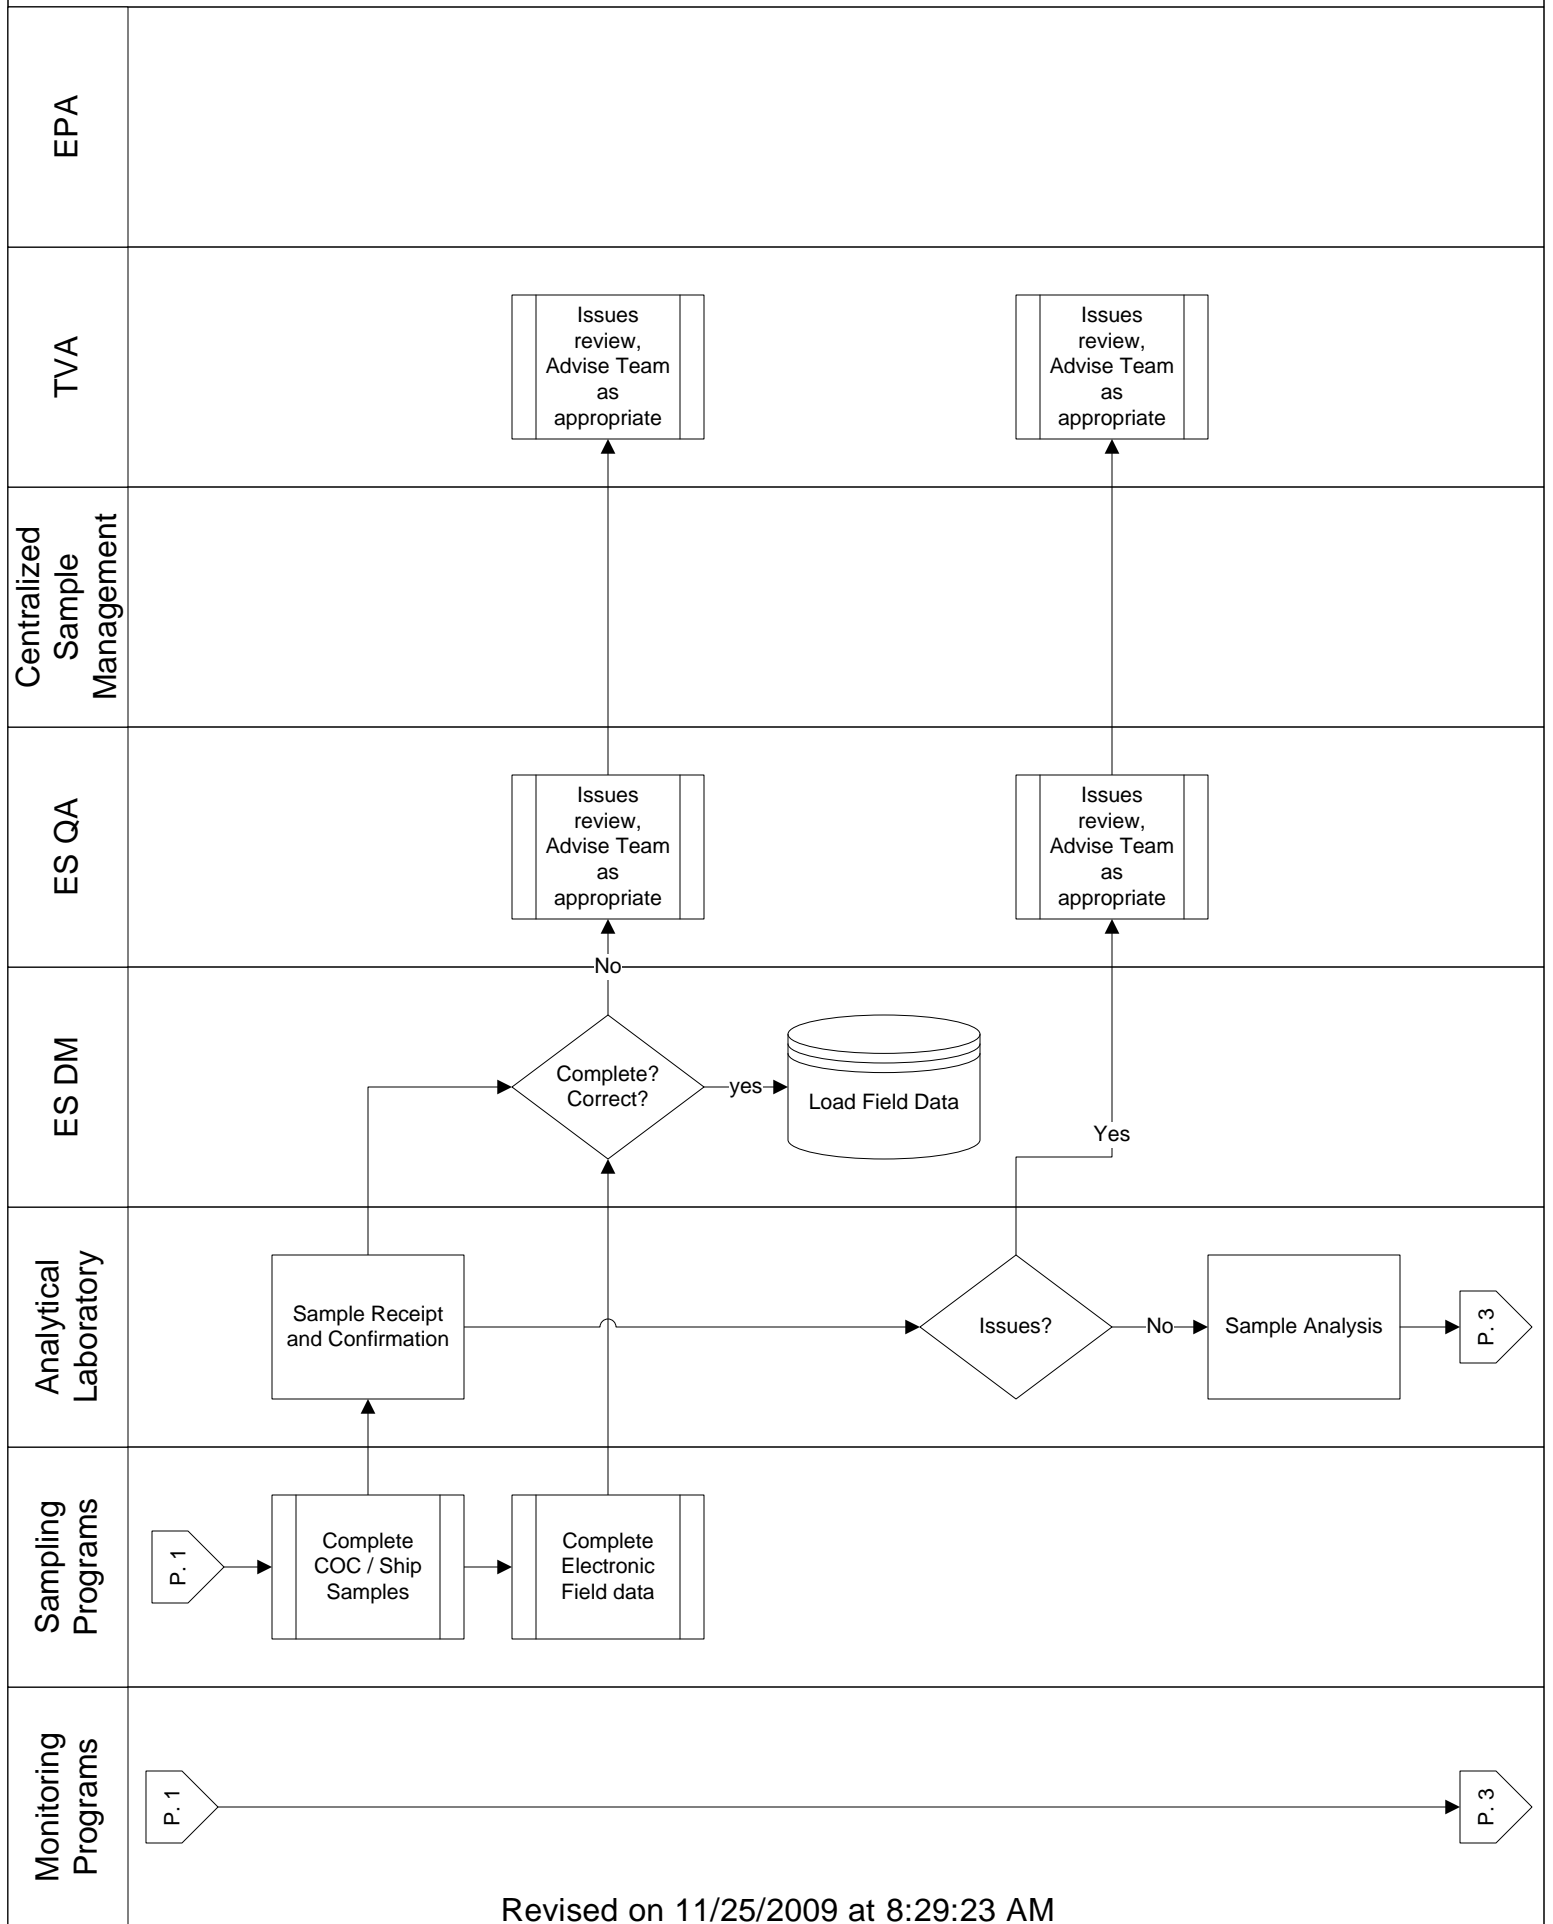 EPA
TVA
Issues
review,
Advise Team
as
appropriate
Issues
review,
Advise Team
as
appropriate
Centralized
Sample
Management
ES QA
Issues
review,
Advise Team
as
appropriate
Issues
review,
Advise Team
as
appropriate
No
ES DM
Complete?
Correct?
yes
Load Field Data
Yes
Analytical
Laboratory
Sample Receipt
and Confirmation
Issues?
No
Sample Analysis
P. 3
Sampling
Programs
P. 1
Complete
COC / Ship
Samples
Complete
Electronic
Field data
Monitoring
Programs
P. 1
P. 3
Revised on 11/25/2009 at 8:29:23 AM